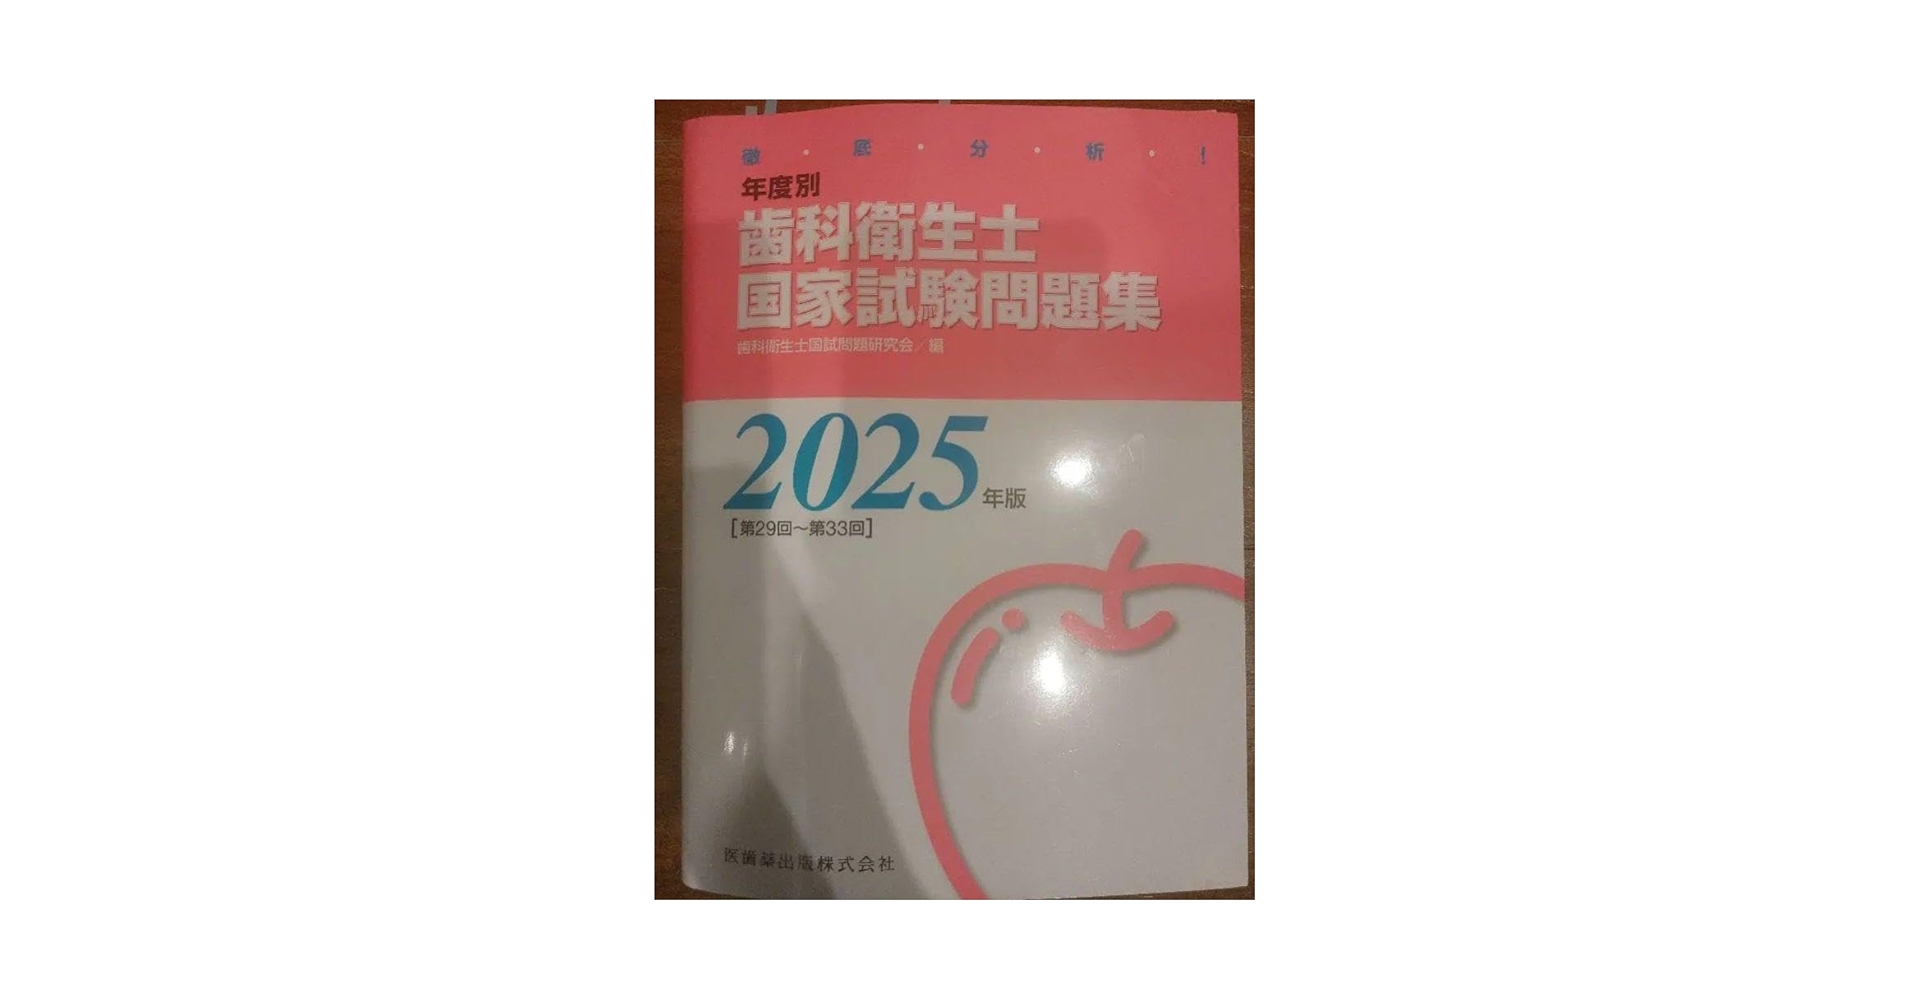 徹・底・分・析・!
年度別
歯科衛生士
国家試験問題集
歯科衛生士国試問題研究会/編
2025年版
[第29回～第33回]
医歯薬出版株式会社